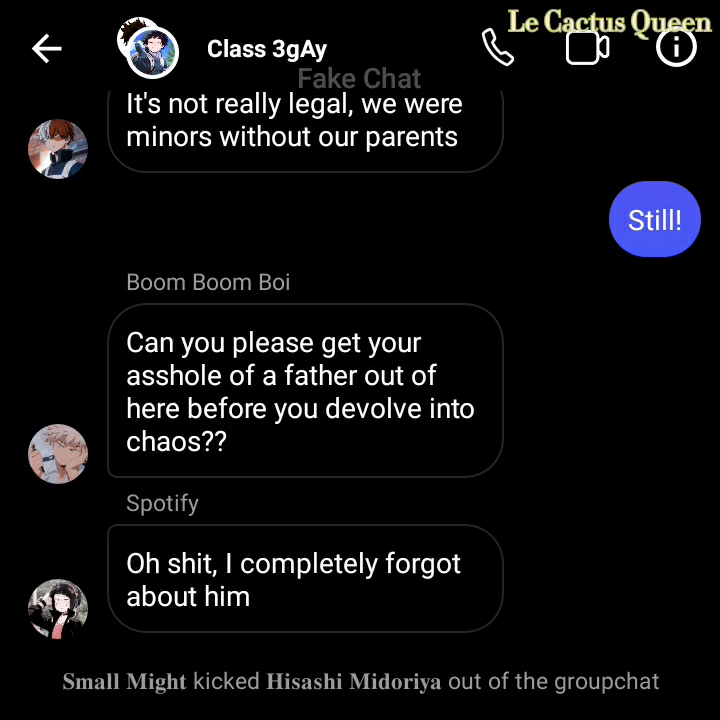 Le Cactus Queen
Class 3gAy
Fake Chat
It's not really legal, we were
minors without our parents
Still!
Boom Boom Boi
Can you please get your
asshole of a father out of
here before you devolve into
chaos??
Spotify
Oh shit, I completely forgot
about him
Small Might kicked Hisashi Midoriya out of the groupchat